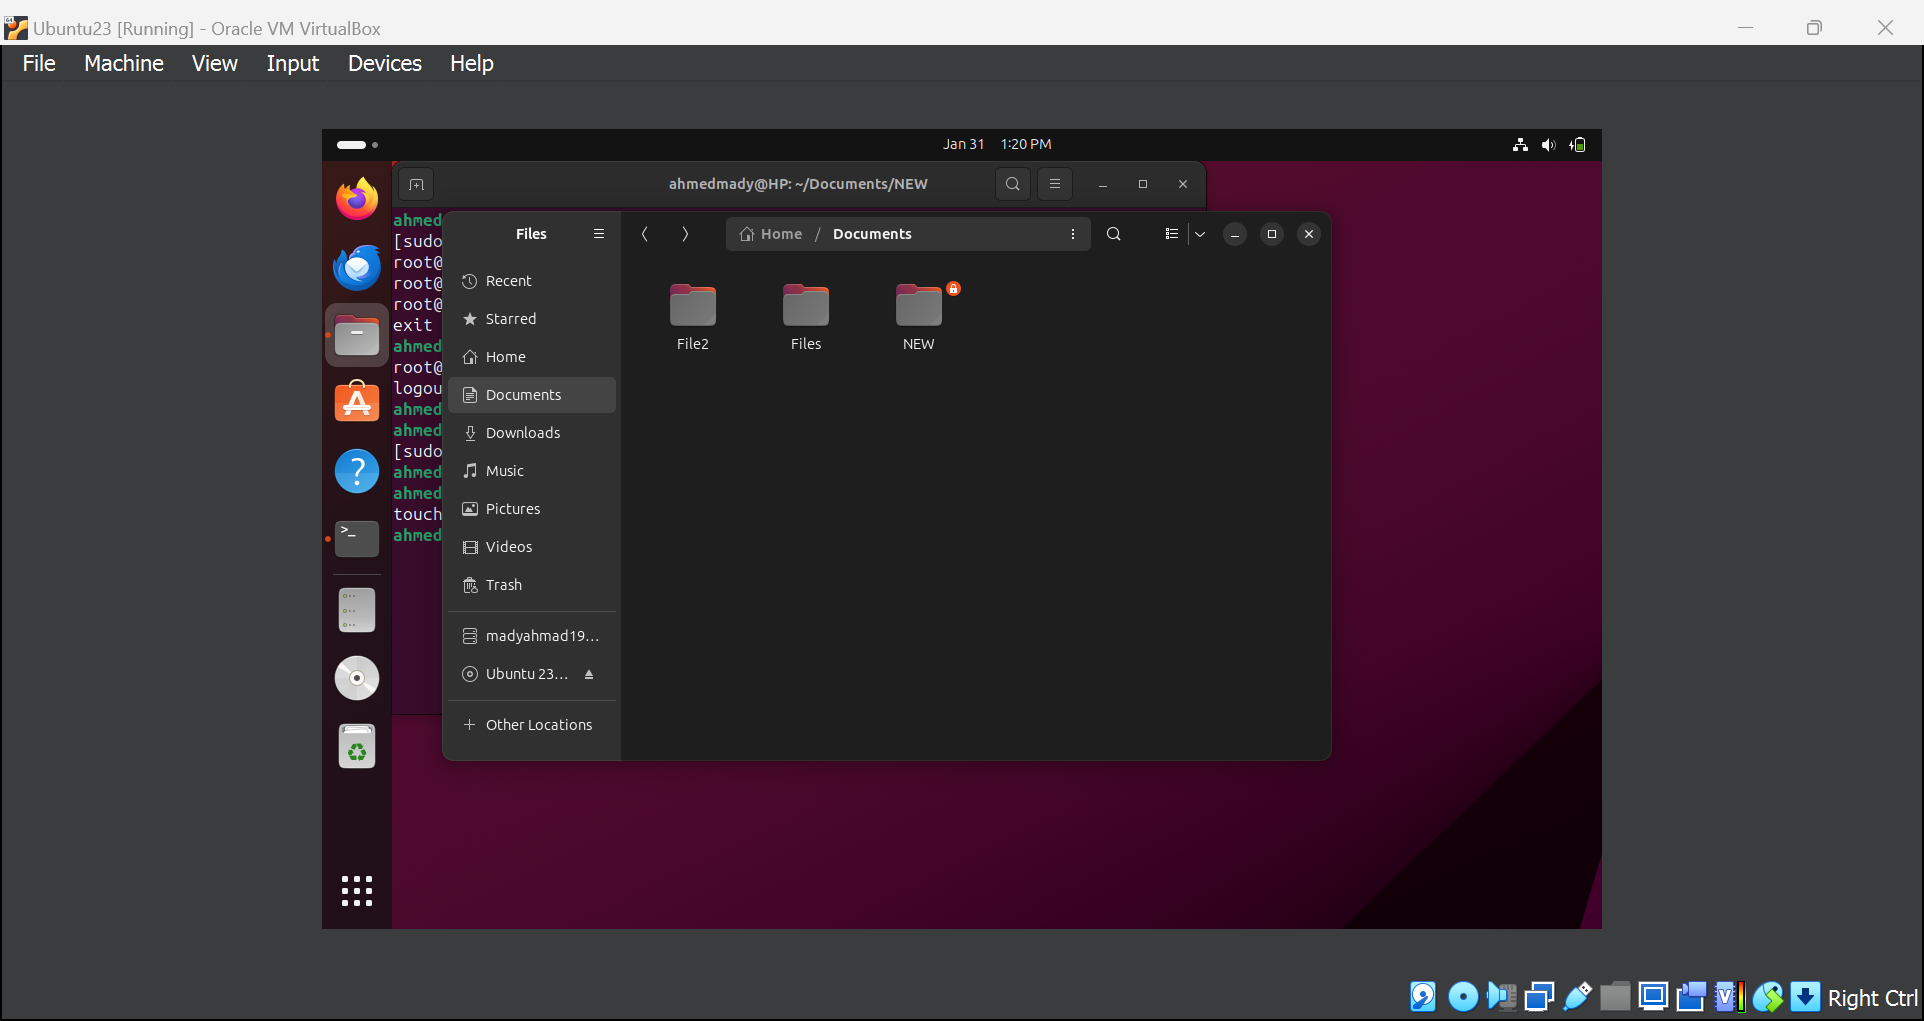 Ubuntu23 [Running] - Oracle VM VirtualBox
File Machine View Input Devices Help
Jan 31 1:20 PM
ahmedmady@HP: ~/Documents/NEW
ahmed
[sudo
root@
root@
root@
exit
ahmed
root@
logou
ahmed
ahmed
[sudo
ahmed
ahmed
touch
ahmed
Files
Home / Documents
Recent
Starred
Home
Documents
Downloads
Music
Pictures
Videos
Trash
madyahmad19...
Ubuntu 23...
Other Locations
File2
Files
NEW
Right Ctrl